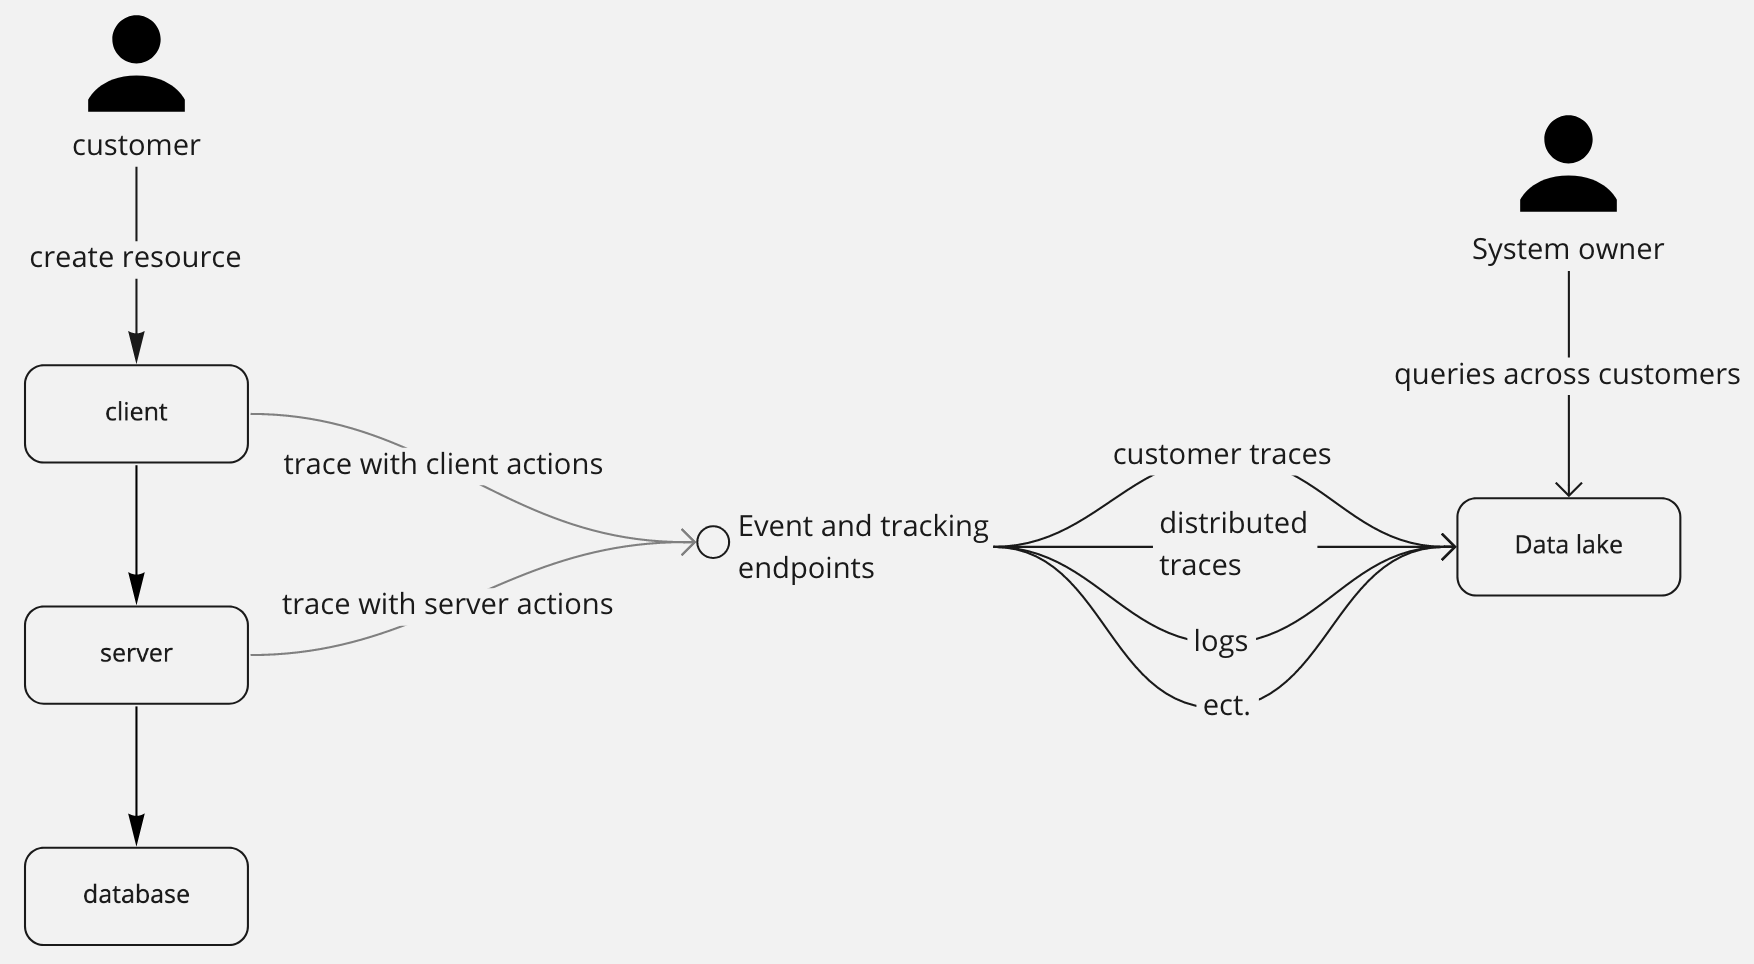 customer
create resource
client
trace with client actions
server
trace with server actions
database
Event and tracking
endpoints
customer traces
distributed
traces
logs
ect.
System owner
queries across customers
Data lake